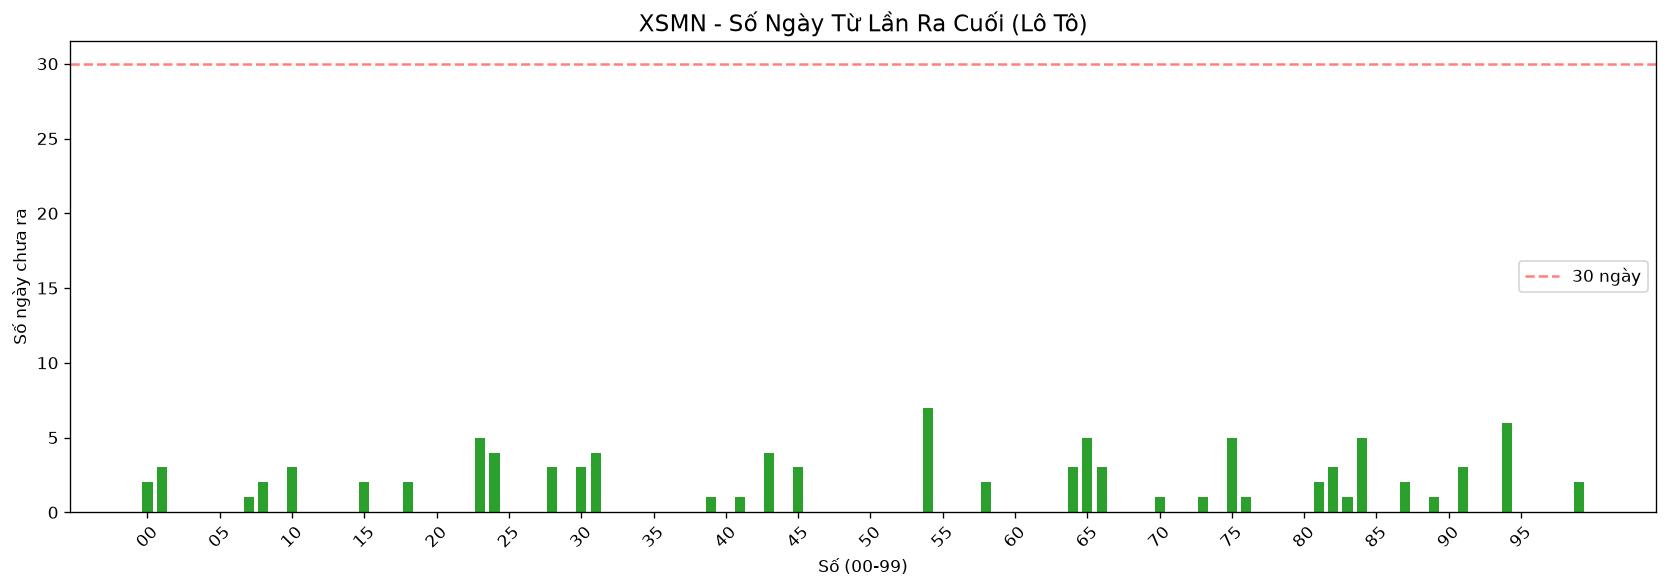 XSMN - Số Ngày Từ Lần Ra Cuối (Lô Tô)
Số ngày chưa ra
30
25
20
15
10
5
0
30 ngày
00 05 10 15 20 25 30 35 40 45 50 55 60 65 70 75 80 85 90 95
Số (00-99)